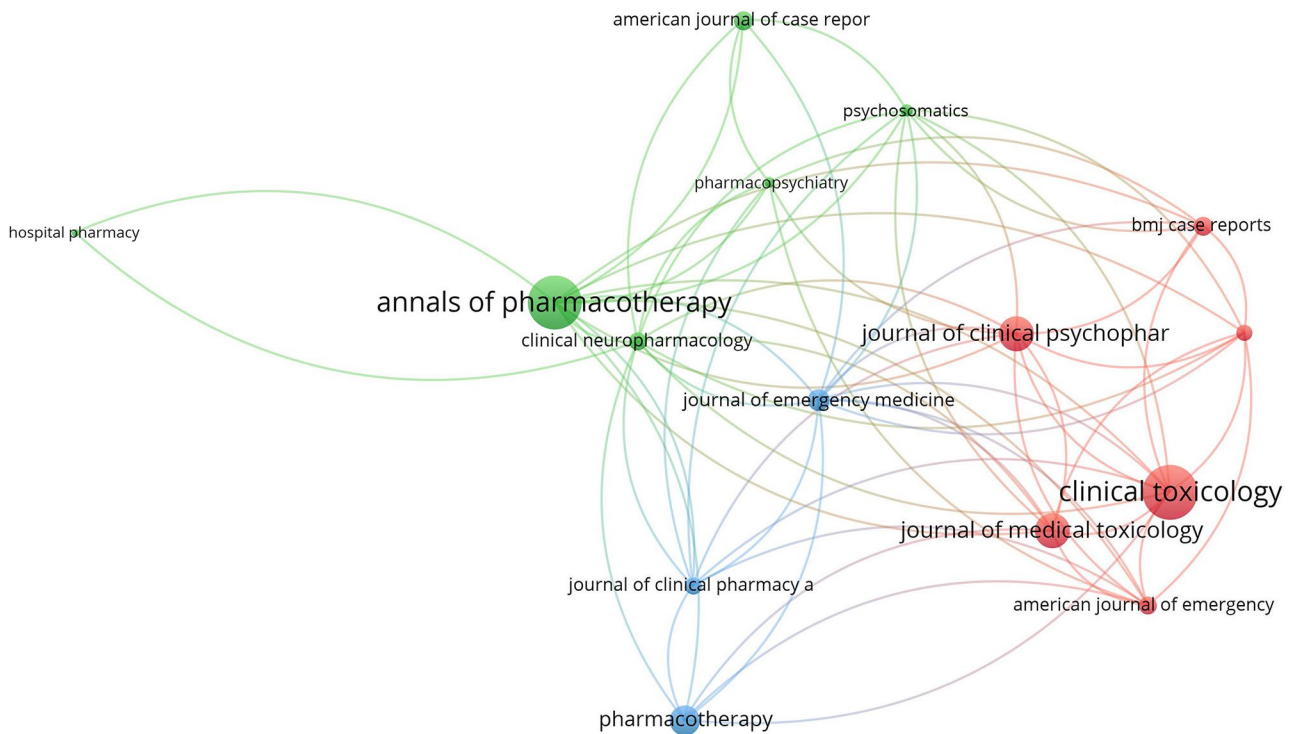 american journal of case repor
psychosomatics
pharmacopsychiatry
bmj case reports
hospital pharmacy
annals of pharmacotherapy
journal of clinical psychophar
clinical neuropharmacology
journal of emergency medicine
clinical toxicology
journal of medical toxicology
journal of clinical pharmacy a
american journal of emergency
pharmacotherapy